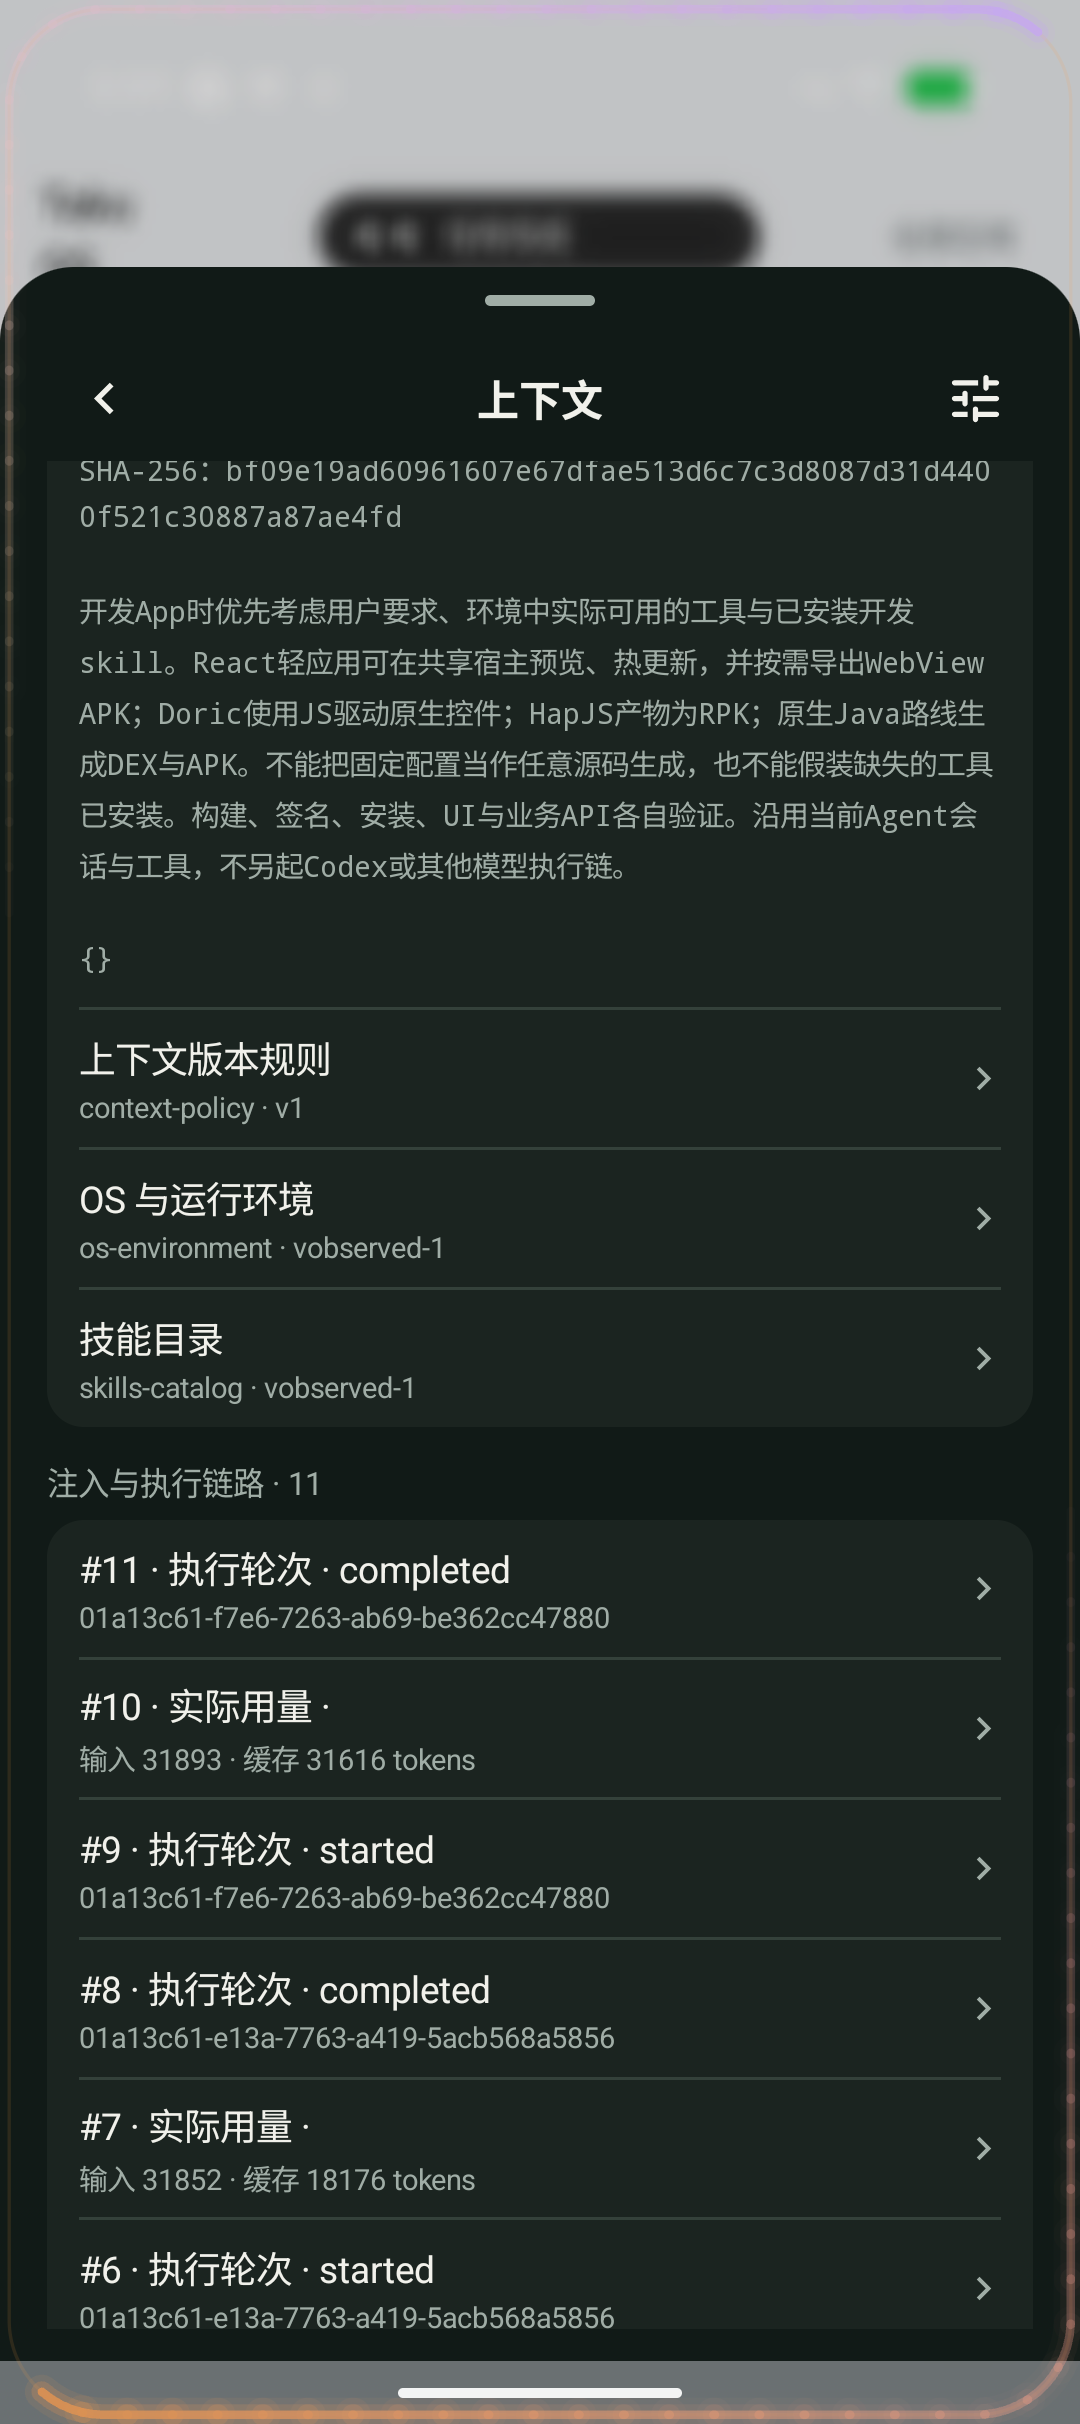 上下文
SHA-256: bf09e19ad60961607e67dfae513d6c7c3d8087d31d440
0f521c30887a87ae4fd
开发App时优先考虑用户要求、环境中实际可用的工具与已安装开发
skill。React轻应用可在共享宿主预览、热更新，并按需导出WebView
APK；Doric使用JS驱动原生控件；HapJS产物为RPK；原生Java路线生
成DEX与APK。不能把固定配置当作任意源码生成，也不能假装缺失的工具
已安装。构建、签名、安装、UI与业务API各自验证。沿用当前Agent会
话与工具，不另起Codex或其他模型执行链。
{}
上下文版本规则
context-policy · v1
OS 与运行环境
os-environment · vobserved-1
技能目录
skills-catalog · vobserved-1
注入与执行链路 · 11
#11 · 执行轮次 · completed
01a13c61-f7e6-7263-ab69-be362cc47880
#10 · 实际用量 ·
输入 31893 · 缓存 31616 tokens
#9 · 执行轮次 · started
01a13c61-f7e6-7263-ab69-be362cc47880
#8 · 执行轮次 · completed
01a13c61-e13a-7763-a419-5acb568a5856
#7 · 实际用量 ·
输入 31852 · 缓存 18176 tokens
#6 · 执行轮次 · started
01a13c61-e13a-7763-a419-5acb568a5856